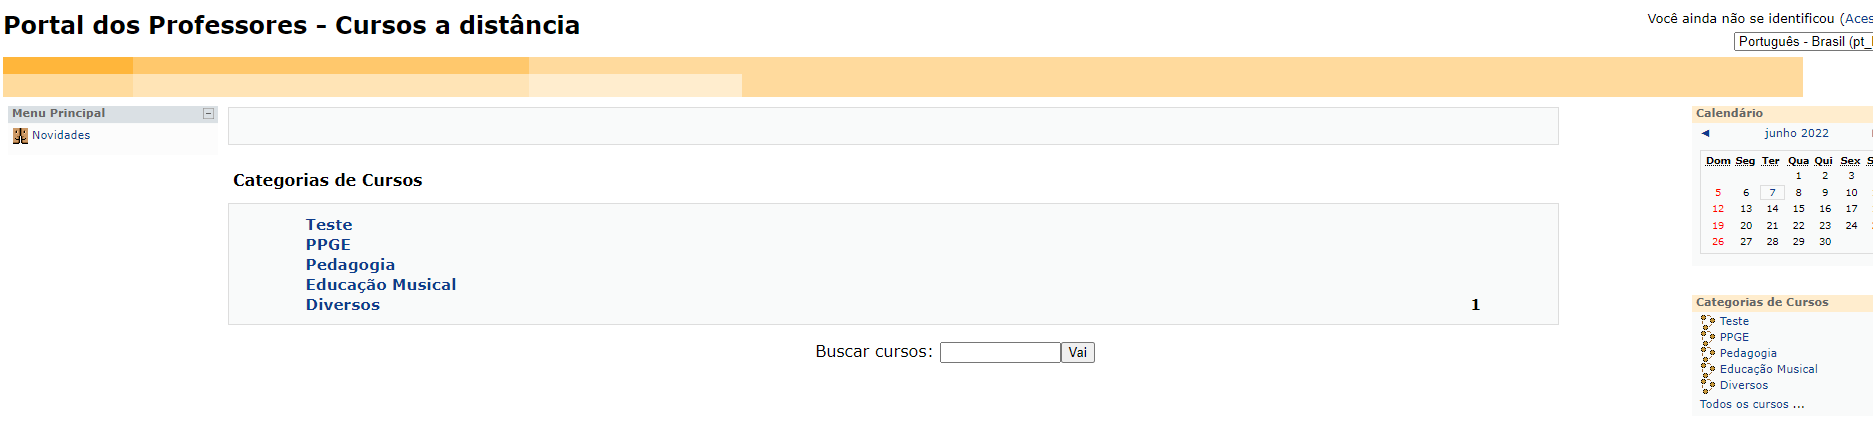 Portal dos Professores - Cursos a distância
Você ainda não se identificou (Aces
Português - Brasil (pt_
Menu Principal
Novidades
Categorias de Cursos
Teste
PPGE
Pedagogia
Educação Musical
Diversos 1
Buscar cursos: Vai
Calendário
◄ junho 2022
Dom Seg Ter Qua Qui Sex S
1 2 3
5 6 7 8 9 10
12 13 14 15 16 17
19 20 21 22 23 24
26 27 28 29 30
Categorias de Cursos
Teste
PPGE
Pedagogia
Educação Musical
Diversos
Todos os cursos ...